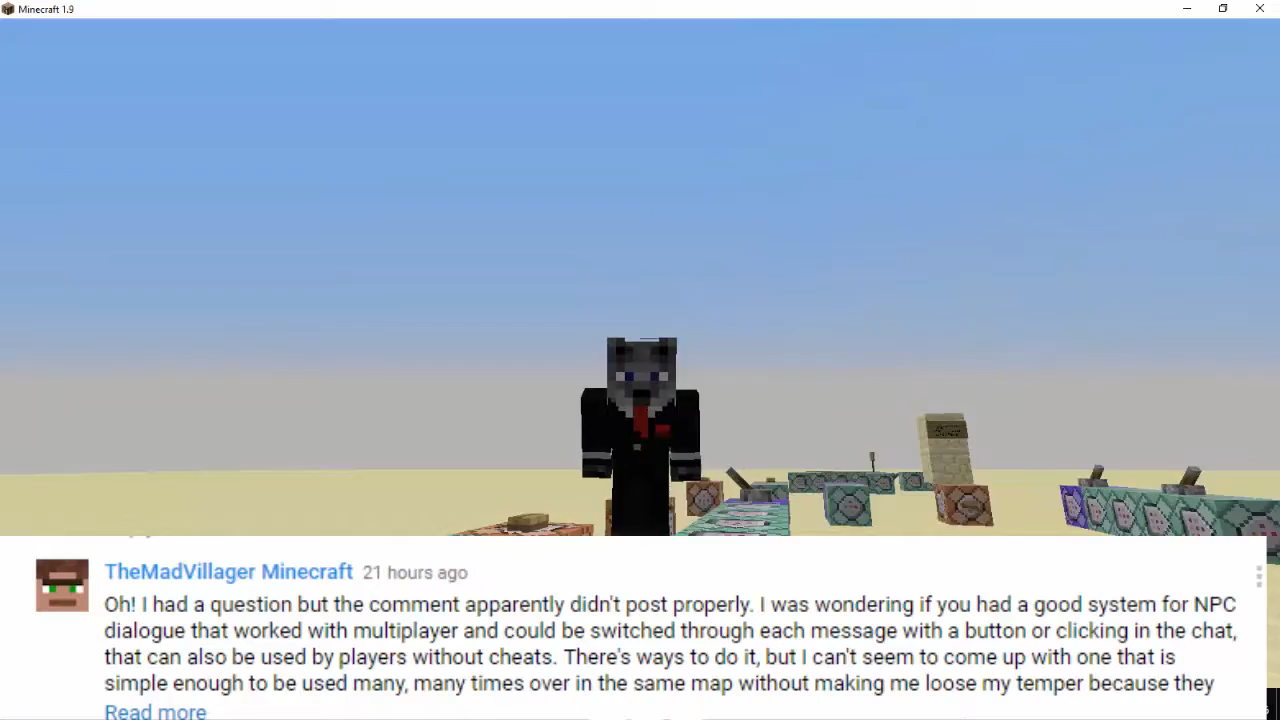 Minecraft 1.9
TheMadVillager Minecraft 21 hours ago
Oh! I had a question but the comment apparently didn't post properly. I was wondering if you had a good system for NPC
dialogue that worked with multiplayer and could be switched through each message with a button or clicking in the chat,
that can also be used by players without cheats. There's ways to do it, but I can't seem to come up with one that is
simple enough to be used many, many times over in the same map without making me loose my temper because they
Read more